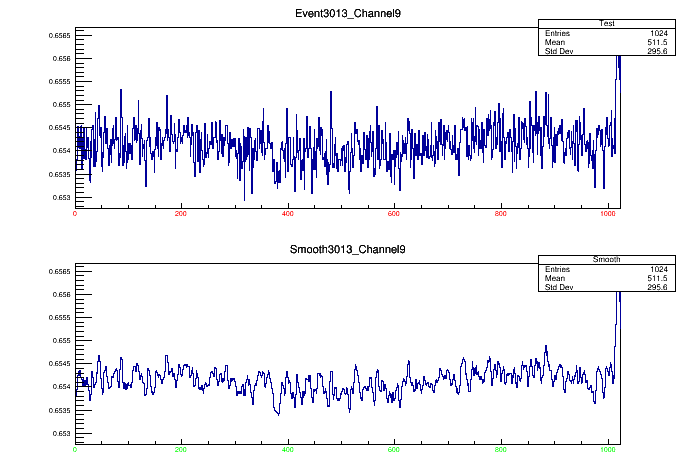 Event3013_Channel9
Test
Entries 1024
Mean 511.5
Std Dev 295.6
0.6565
0.656
0.6555
0.655
0.6545
0.654
0.6535
0.653
0 200 400 600 800 1000
Smooth3013_Channel9
Smooth
Entries 1024
Mean 511.5
Std Dev 295.6
0.6565
0.656
0.6555
0.655
0.6545
0.654
0.6535
0.653
0 200 400 600 800 1000